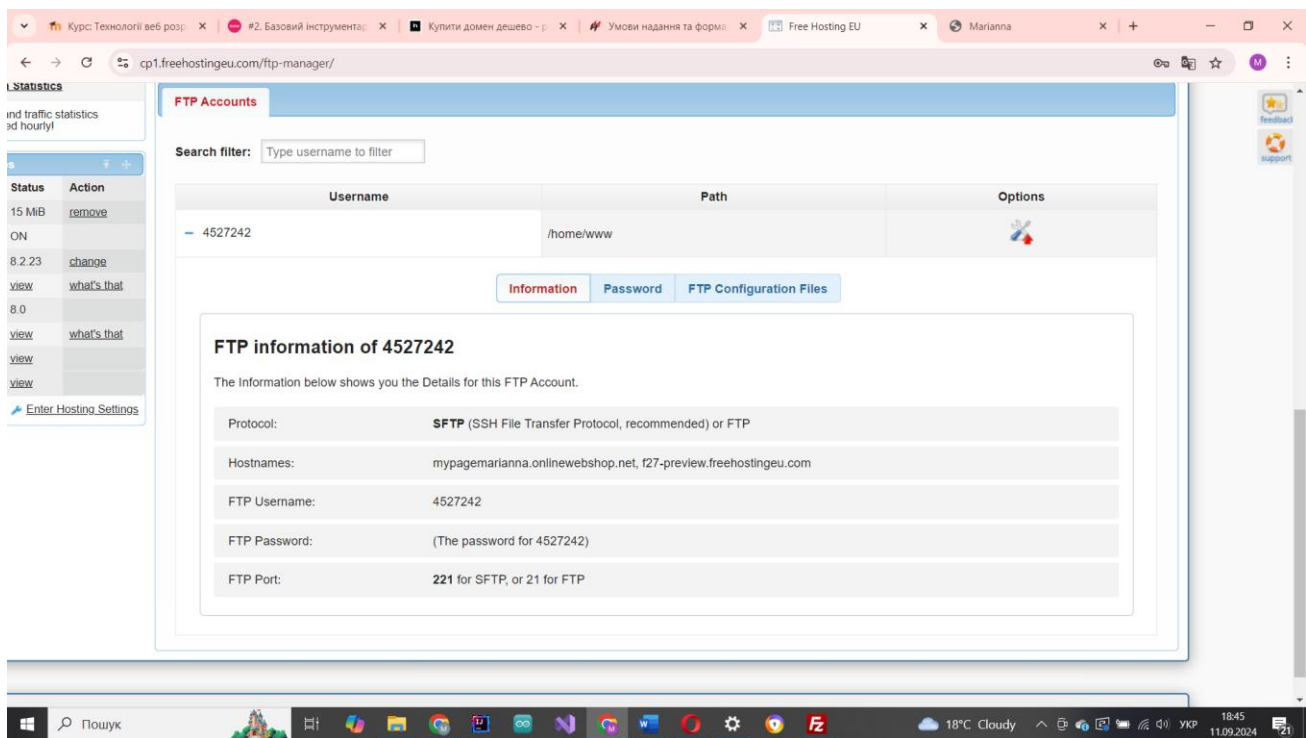 Курс: Технології веб розр
#2. Базовий інструментар
Купити домен дешево - р
Умови надання та форма
Free Hosting EU
Marianna
cp1.freehostingeu.com/ftp-manager/
M
Statistics
and traffic statistics
ed hourly!
FTP Accounts
feedbacl
support
Search filter: Type username to filter
s
Status Action
15 MiB remove
ON
8.2.23 change
view what's that
8.0
view what's that
view
view
Enter Hosting Settings
Username Path Options
4527242 /home/www
Information Password FTP Configuration Files
FTP information of 4527242
The Information below shows you the Details for this FTP Account.
Protocol: SFTP (SSH File Transfer Protocol, recommended) or FTP
Hostnames: mypagemarianna.onlinewebshop.net, f27-preview.freehostingeu.com
FTP Username: 4527242
FTP Password: (The password for 4527242)
FTP Port: 221 for SFTP, or 21 for FTP
Пошук
18°C Cloudy
УКР
18:45
11.09.2024
21